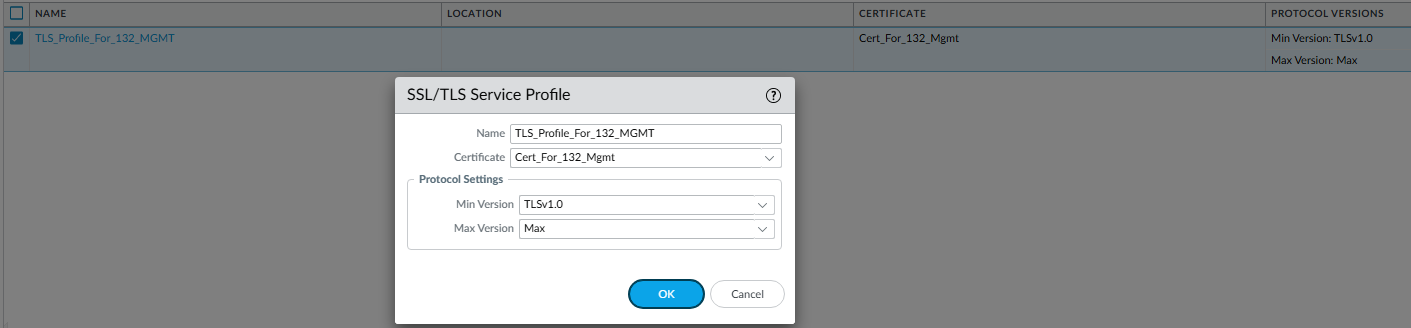 NAME LOCATION CERTIFICATE PROTOCOL VERSIONS
TLS_Profile_For_132_MGMT Cert_For_132_Mgmt Min Version: TLSv1.0
Max Version: Max
SSL/TLS Service Profile ?
Name TLS_Profile_For_132_MGMT
Certificate Cert_For_132_Mgmt
Protocol Settings
Min Version TLSv1.0
Max Version Max
OK Cancel